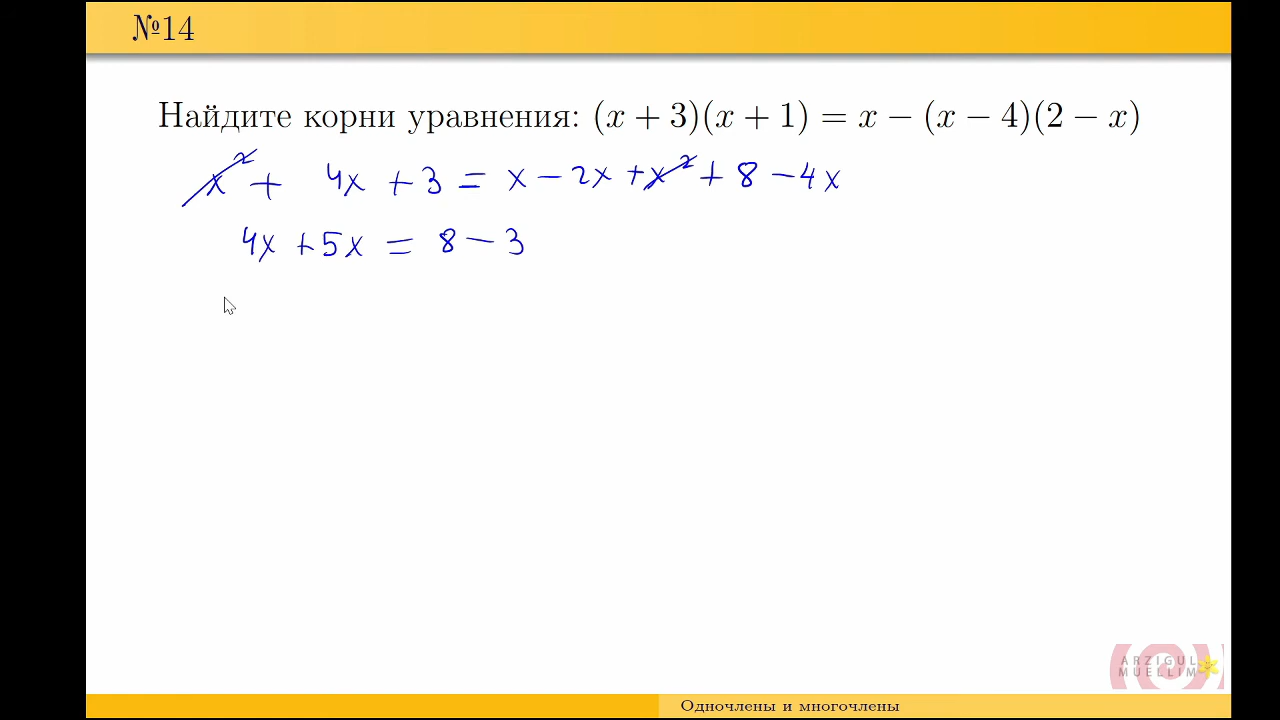 №14
Найдите корни уравнения: (x + 3)(x + 1) = x − (x − 4)(2 − x)
x² + 4x + 3 = x − 2x + x² + 8 − 4x
4x + 5x = 8 − 3
ARZIGUL
MUELLIM
Одночлены и многочлены